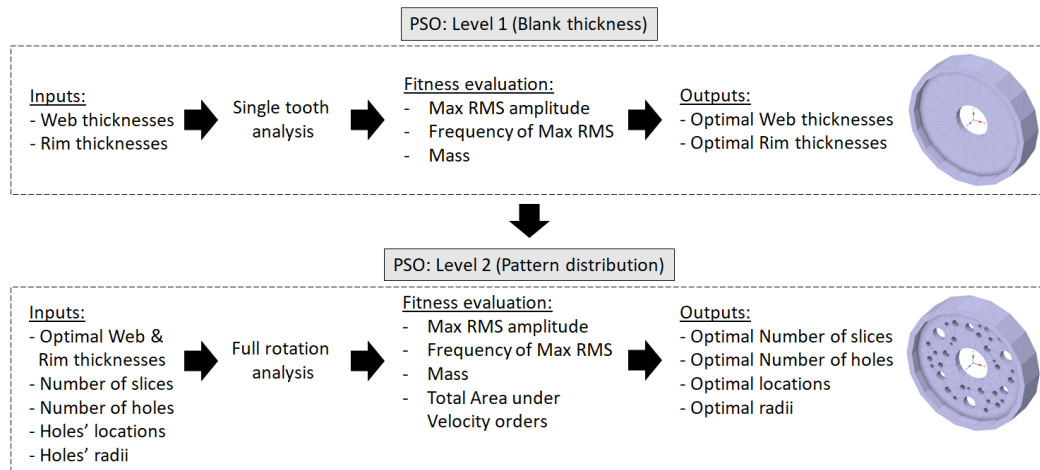 PSO: Level 1 (Blank thickness)
Inputs:
- Web thicknesses
- Rim thicknesses
Single tooth
analysis
Fitness evaluation:
- Max RMS amplitude
- Frequency of Max RMS
- Mass
Outputs:
- Optimal Web thicknesses
- Optimal Rim thicknesses
PSO: Level 2 (Pattern distribution)
Inputs:
- Optimal Web &
Rim thicknesses
- Number of slices
- Number of holes
- Holes’ locations
- Holes’ radii
Full rotation
analysis
Fitness evaluation:
- Max RMS amplitude
- Frequency of Max RMS
- Mass
- Total Area under
Velocity orders
Outputs:
- Optimal Number of slices
- Optimal Number of holes
- Optimal locations
- Optimal radii